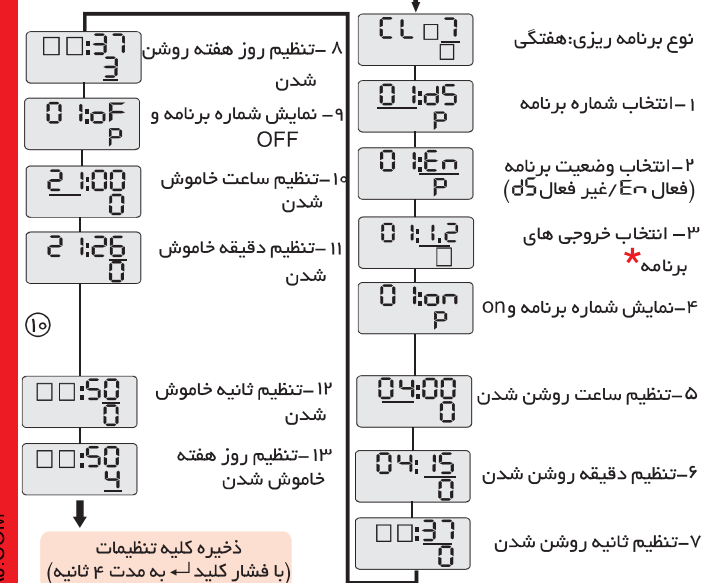 CL □7
□
نوع برنامه ریزی:هفتگی
01:dS
P
۱-انتخاب شماره برنامه
01:En
P
۲-انتخاب وضعیت برنامه
(فعال En/غیر فعال dS)
01:1.2
□
۳- انتخاب خروجی های
برنامه*
01:on
P
۴-نمایش شماره برنامه و on
04:00
0
۵-تنظیم ساعت روشن شدن
04:15
0
۶-تنظیم دقیقه روشن شدن
□□:37
0
۷-تنظیم ثانیه روشن شدن
□□:37
3
۸ -تنظیم روز هفته روشن
شدن
01:oF
P
۹- نمایش شماره برنامه و
OFF
21:00
0
۱۰-تنظیم ساعت خاموش
شدن
21:26
0
۱۱ -تنظیم دقیقه خاموش
شدن
۱۰
□□:50
0
۱۲ -تنظیم ثانیه خاموش
شدن
□□:50
4
۱۳ -تنظیم روز هفته
خاموش شدن
ذخیره کلیه تنظیمات
(با فشار کلید ↵ به مدت ۴ ثانیه)